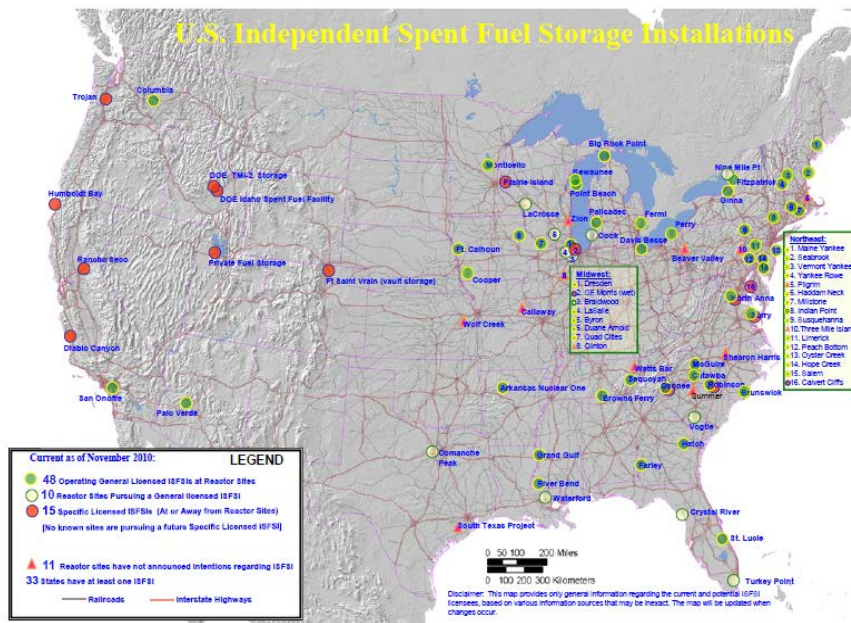 U.S. Independent Spent Fuel Storage Installations
Trojan
Columbia
Big Rook Point
Monticello
Kewaunee
Nine Mile Pt
DOE TMI-2 Storage
Prairie Island
Point Beach
Fitzpatrick
DOE Idaho Spent Fuel Facility
Ginna
Humboldt Bay
LaCrosse
Zion
Palisades
Fermi
Perry
Cook
Davis Besse
Ft. Calhoun
Beaver Valley
Private Fuel Storage
Rancho Seco
Ft Saint Vrain (vault storage)
Cooper
Northeast:
1. Maine Yankee
2. Seabrook
3. Vermont Yankee
4. Yankee Rowe
5. Pilgrim
6. Haddam Neck
7. Millstone
8. Indian Point
9. Susquehanna
10. Three Mile Island
11. Limerick
12. Peach Bottom
13. Oyster Creek
14. Hope Creek
15. Salem
16. Calvert Cliffs
Midwest:
1. Dresden
2. GE Morris (wet)
3. Braidwood
4. LaSalle
5. Byron
6. Duane Arnold
7. Quad Cities
8. Clinton
North Anna
Callaway
Wolf Creek
Diablo Canyon
Shearon Harris
Watts Bar
McGuire
Sequoyah
Catawba
Oconee
Robinson
Summer
Brunswick
San Onofre
Palo Verde
Arkansas Nuclear One
Browns Ferry
Vogtle
Hatch
Comanche
Peak
Grand Gulf
Farley
River Bend
Waterford
Crystal River
South Texas Project
St. Lucie
Turkey Point
Current as of November 2010:
LEGEND
48 Operating General Licensed ISFSIs at Reactor Sites
10 Reactor Sites Pursuing a General licensed ISFSI
15 Specific Licensed ISFSIs (At or Away from Reactor Sites)
[No known sites are pursuing a future Specific Licensed ISFSI]
11 Reactor sites have not announced intentions regarding ISFSI
33 States have at least one ISFSI
Railroads
Interstate Highways
0 50 100 200 Miles
0 100 200 300 Kilometers
Disclaimer: This map provides only general information regarding the current and potential ISFSI
licensees, based on various information sources that may be inexact. The map will be updated when
changes occur.